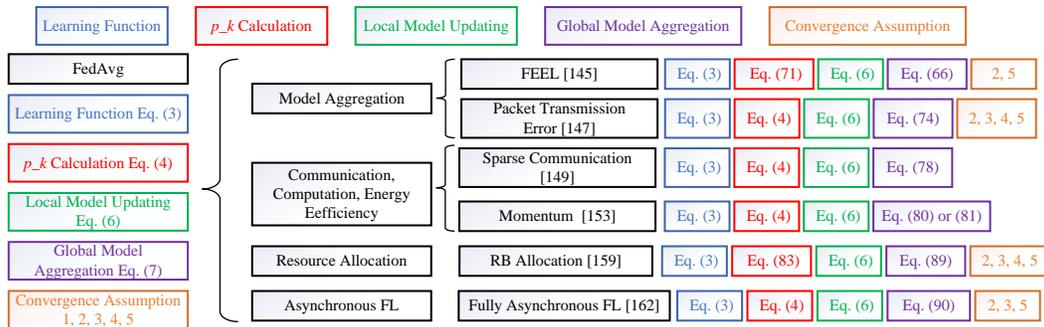 Learning Function
p_k Calculation
Local Model Updating
Global Model Aggregation
Convergence Assumption
FedAvg
Learning Function Eq. (3)
p_k Calculation Eq. (4)
Local Model Updating
Eq. (6)
Global Model
Aggregation Eq. (7)
Convergence Assumption
1, 2, 3, 4, 5
Model Aggregation
FEEL [145]
Eq. (3)
Eq. (71)
Eq. (6)
Eq. (66)
2, 5
Packet Transmission
Error [147]
Eq. (3)
Eq. (4)
Eq. (6)
Eq. (74)
2, 3, 4, 5
Communication,
Computation, Energy
Eefficiency
Sparse Communication
[149]
Eq. (3)
Eq. (4)
Eq. (6)
Eq. (78)
Momentum [153]
Eq. (3)
Eq. (4)
Eq. (6)
Eq. (80) or (81)
Resource Allocation
RB Allocation [159]
Eq. (3)
Eq. (83)
Eq. (6)
Eq. (89)
2, 3, 4, 5
Asynchronous FL
Fully Asynchronous FL [162]
Eq. (3)
Eq. (4)
Eq. (6)
Eq. (90)
2, 3, 5